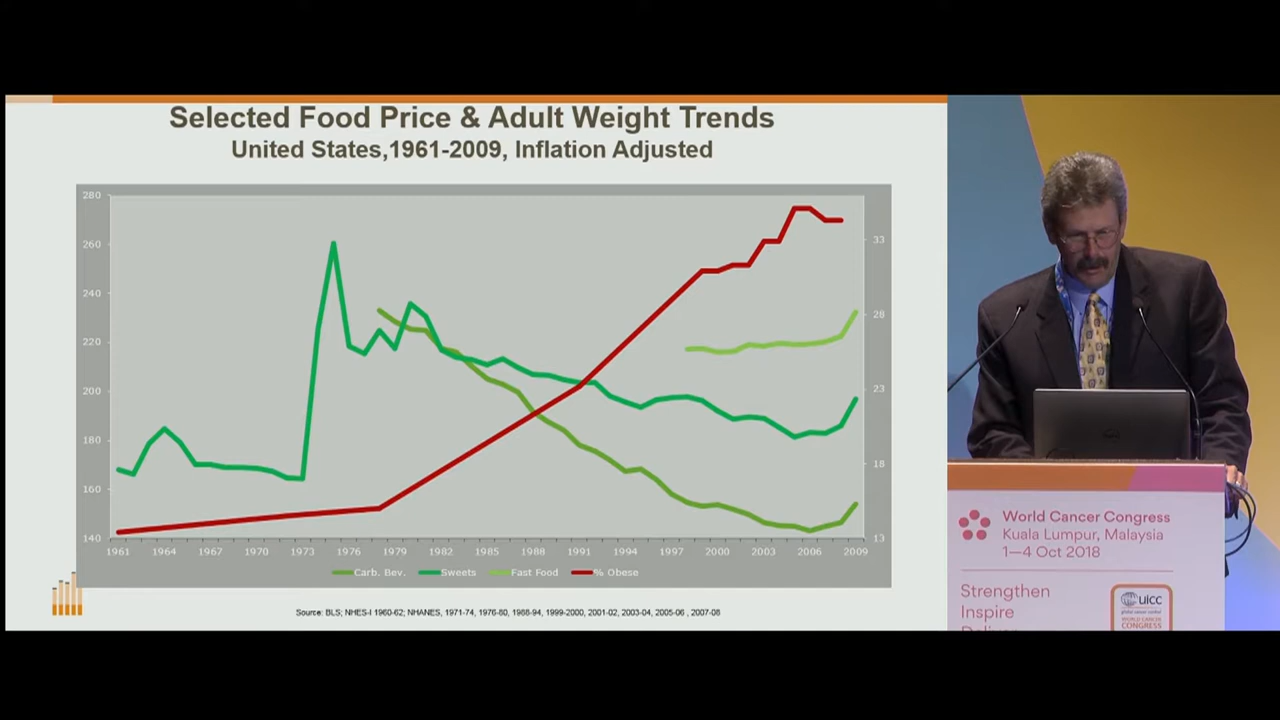 Selected Food Price & Adult Weight Trends
United States,1961-2009, Inflation Adjusted
280
260
240
220
200
180
160
140
33
28
23
18
13
1961 1964 1967 1970 1973 1976 1979 1982 1985 1988 1991 1994 1997 2000 2003 2006 2009
Carb. Bev. Sweets Fast Food % Obese
Source: BLS; NHES-I 1960-62; NHANES, 1971-74, 1976-80, 1988-94, 1999-2000, 2001-02, 2003-04, 2005-06 , 2007-08
World Cancer Congress
Kuala Lumpur, Malaysia
1—4 Oct 2018
Strengthen
Inspire
uicc
WORLD CANCER
CONGRESS